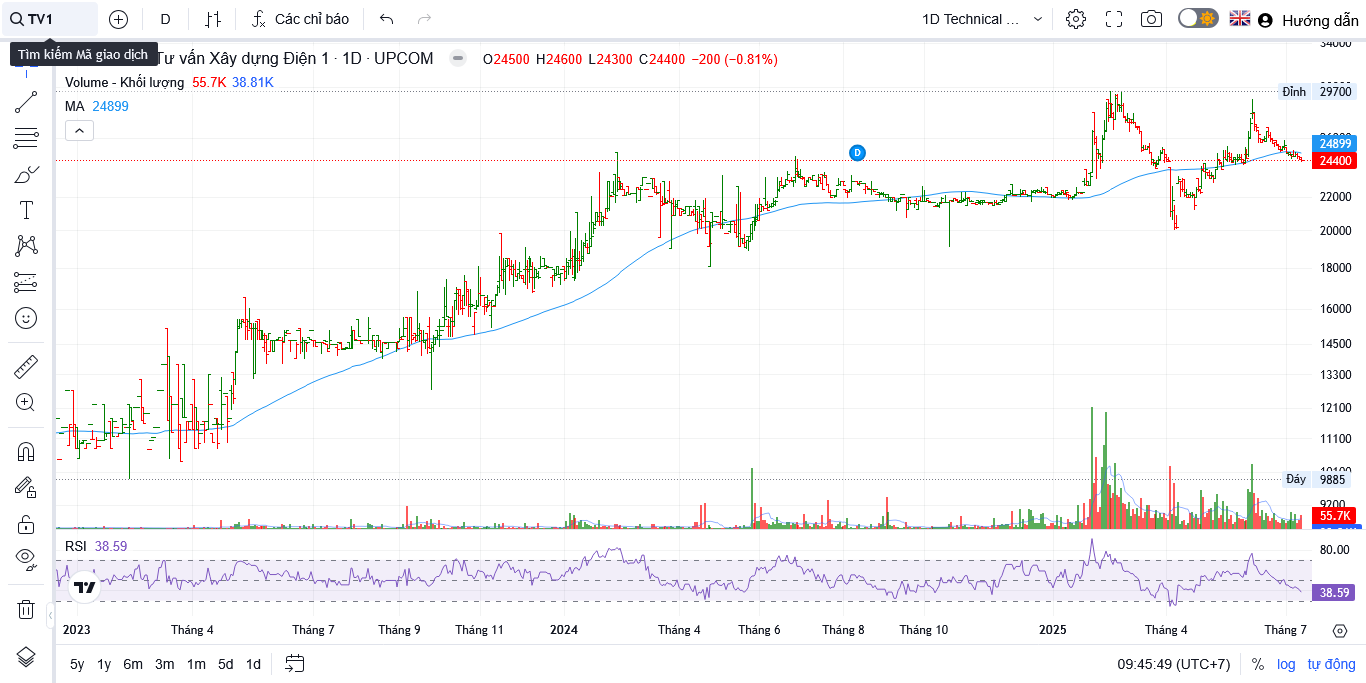 TV1 D Các chỉ báo 1D Technical ... Hướng dẫn
Tìm kiếm Mã giao dịch
Tư vấn Xây dựng Điện 1 · 1D · UPCOM O24500 H24600 L24300 C24400 −200 (−0.81%)
Volume - Khối lượng 55.7K 38.81K
MA 24899
34000
Đỉnh 29700
24899
24400
22000
20000
18000
16000
14500
13300
12100
11100
10100
Đáy 9885
9200
55.7K
D
RSI 38.59
80.00
38.59
2023 Tháng 4 Tháng 7 Tháng 9 Tháng 11 2024 Tháng 4 Tháng 6 Tháng 8 Tháng 10 2025 Tháng 4 Tháng 7
5y 1y 6m 3m 1m 5d 1d 09:45:49 (UTC+7) % log tự động